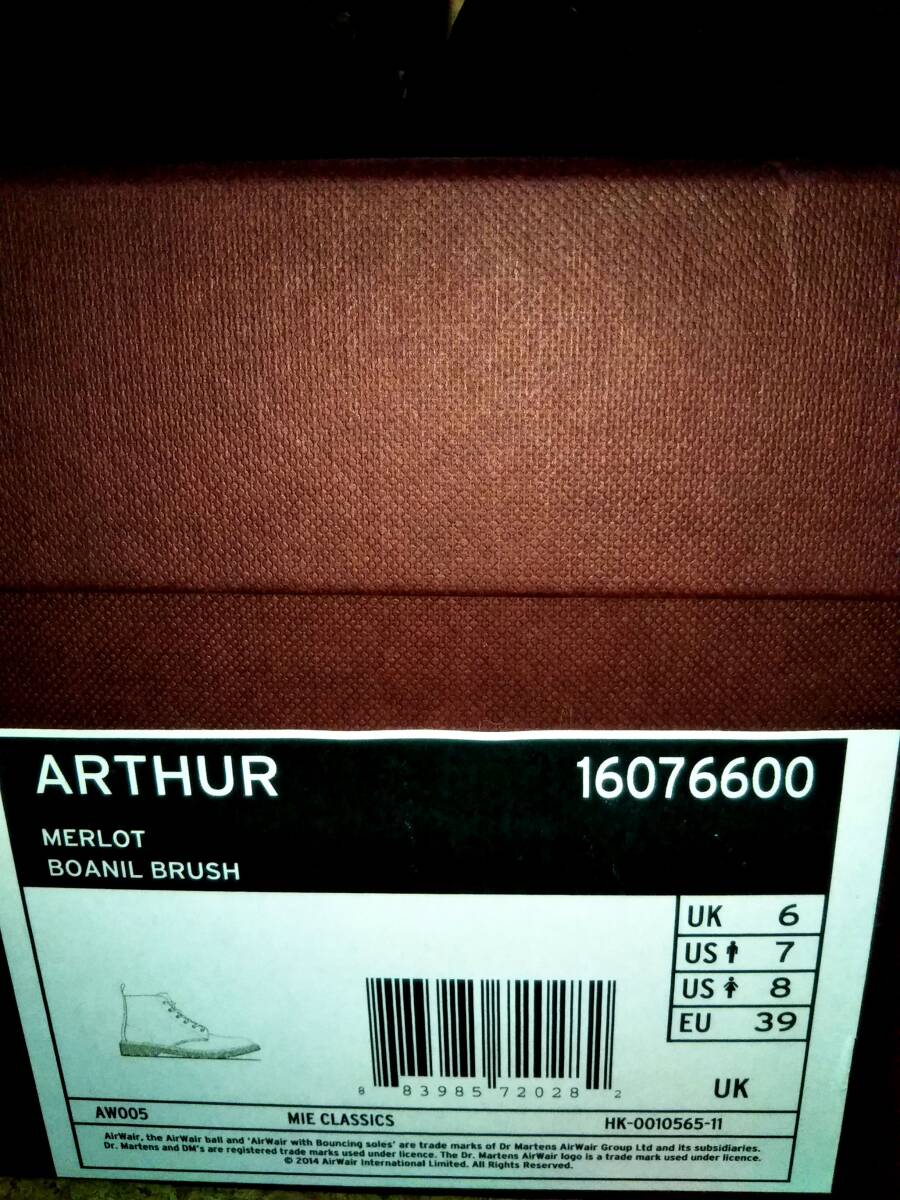 ARTHUR 16076600
MERLOT
BOANIL BRUSH
UK 6
US 7
US 8
EU 39
8 83985 72028 2
UK
AW005 MIE CLASSICS HK-0010565-11
AirWair, the AirWair ball and 'AirWair with Bouncing soles' are trade marks of Dr Martens AirWair Group Ltd and its subsidiaries.
Dr. Martens and DM's are registered trade marks used under licence. The Dr. Martens AirWair logo is a trade mark used under licence.
© 2014 AirWair International Limited. All Rights Reserved.